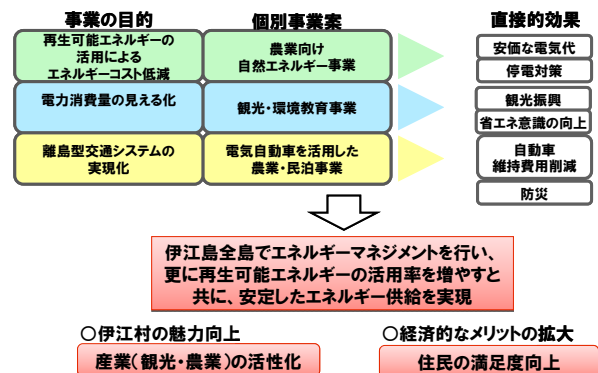 事業の目的
個別事業案
直接的効果
再生可能エネルギーの
活用による
エネルギーコスト低減
農業向け
自然エネルギー事業
安価な電気代
停電対策
電力消費量の見える化
観光・環境教育事業
観光振興
省エネ意識の向上
離島型交通システムの
実現化
電気自動車を活用した
農業・民泊事業
自動車
維持費用削減
防災
伊江島全島でエネルギーマネジメントを行い、
更に再生可能エネルギーの活用率を増やすと
共に、安定したエネルギー供給を実現
○伊江村の魅力向上
産業(観光・農業)の活性化
○経済的なメリットの拡大
住民の満足度向上